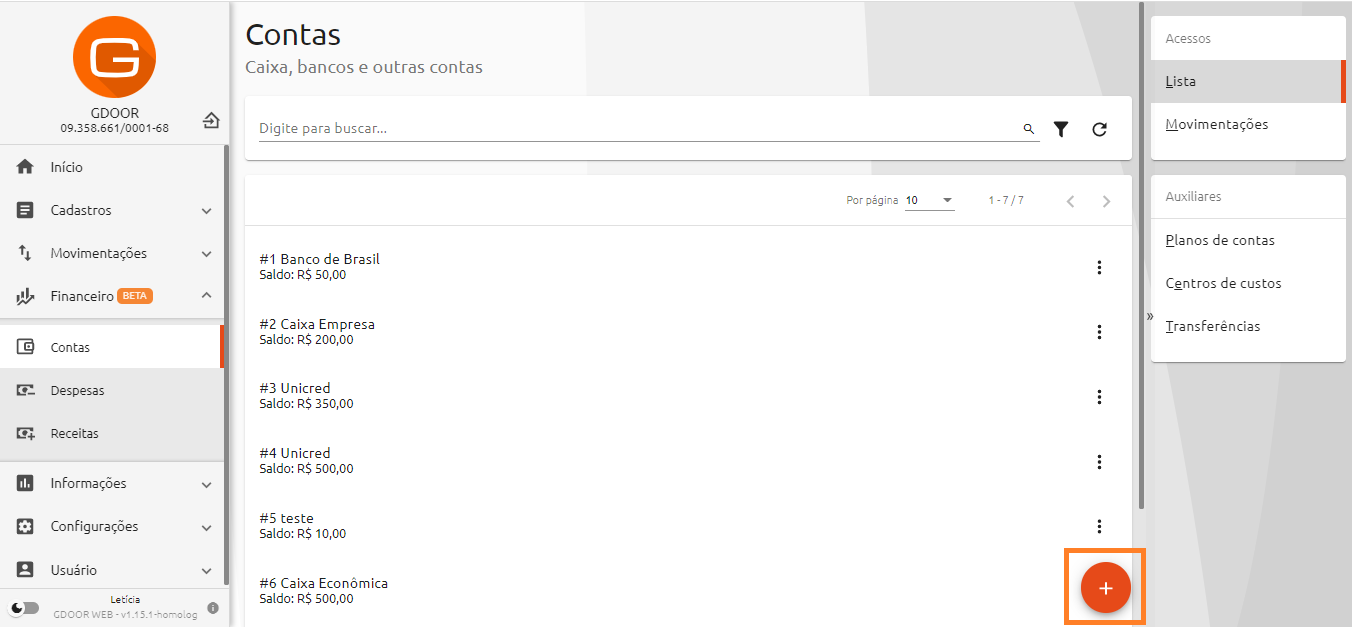 GDOOR
09.358.661/0001-68
Início
Cadastros
Movimentações
Financeiro BETA
Contas
Despesas
Receitas
Informações
Configurações
Usuário
Letícia
GDOOR WEB - v1.15.1-homolog
Contas
Caixa, bancos e outras contas
Digite para buscar...
Por página 10 1 - 7 / 7
#1 Banco de Brasil
Saldo: R$ 50,00
#2 Caixa Empresa
Saldo: R$ 200,00
#3 Unicred
Saldo: R$ 350,00
#4 Unicred
Saldo: R$ 500,00
#5 teste
Saldo: R$ 10,00
#6 Caixa Econômica
Saldo: R$ 500,00
Acessos
Lista
Movimentações
Auxiliares
Planos de contas
Centros de custos
Transferências